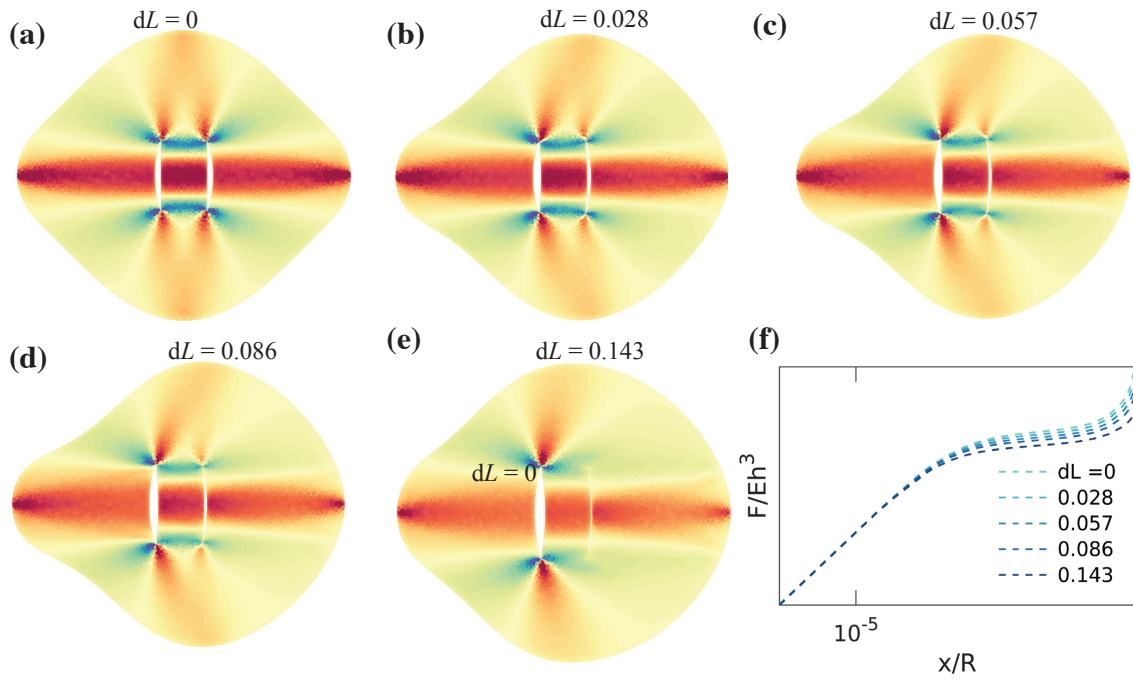 (a)
dL = 0
(b)
dL = 0.028
(c)
dL = 0.057
(d)
dL = 0.086
(e)
dL = 0.143
dL = 0
(f)
F/Eh³
dL =0
0.028
0.057
0.086
0.143
10⁻⁵
x/R